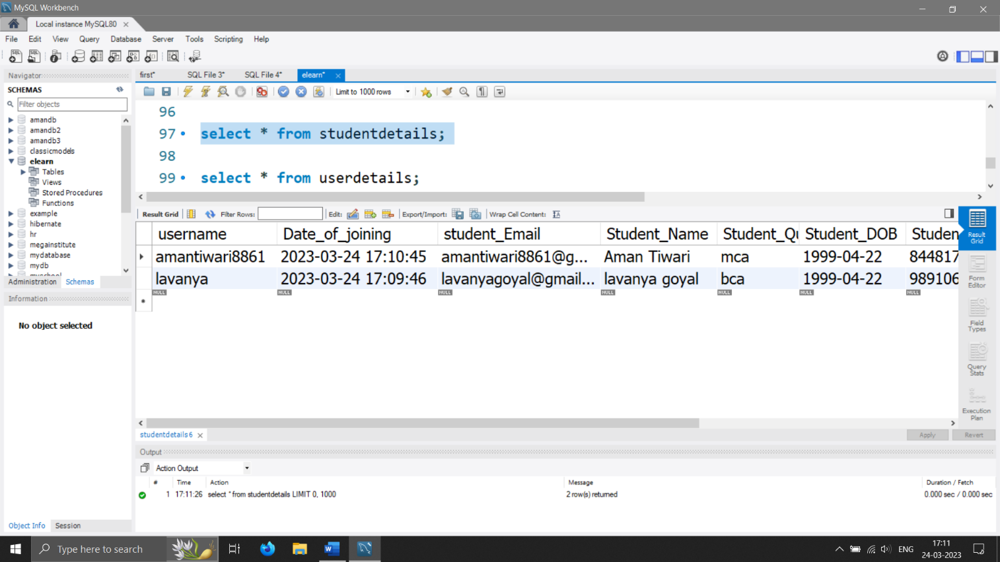 MySQL Workbench
Local instance MySQL80
File Edit View Query Database Server Tools Scripting Help
Navigator
SCHEMAS
Filter objects
amandb
amandb2
amandb3
classicmodels
elearn
Tables
Views
Stored Procedures
Functions
example
hibernate
hr
megainstitute
mydatabase
mydb
Administration Schemas
Information
No object selected
Object Info Session
first* SQL File 3* SQL File 4* elearn*
Limit to 1000 rows
96
97 select * from studentdetails;
98
99 select * from userdetails;
Result Grid Filter Rows: Edit: Export/Import: Wrap Cell Content:
username Date_of_joining student_Email Student_Name Student_Qu Student_DOB Studen
amantiwari8861 2023-03-24 17:10:45 amantiwari8861@g... Aman Tiwari mca 1999-04-22 844817
lavanya 2023-03-24 17:09:46 lavanyagoyal@gmail... lavanya goyal bca 1999-04-22 989106
NULL NULL NULL NULL NULL NULL NULL
Result
Grid
Form
Editor
Field
Types
Query
Stats
Execution
Plan
studentdetails 6 Apply Revert
Output
Action Output
# Time Action Message Duration / Fetch
1 17:11:26 select * from studentdetails LIMIT 0, 1000 2 row(s) returned 0.000 sec / 0.000 sec
Type here to search
ENG
17:11
24-03-2023